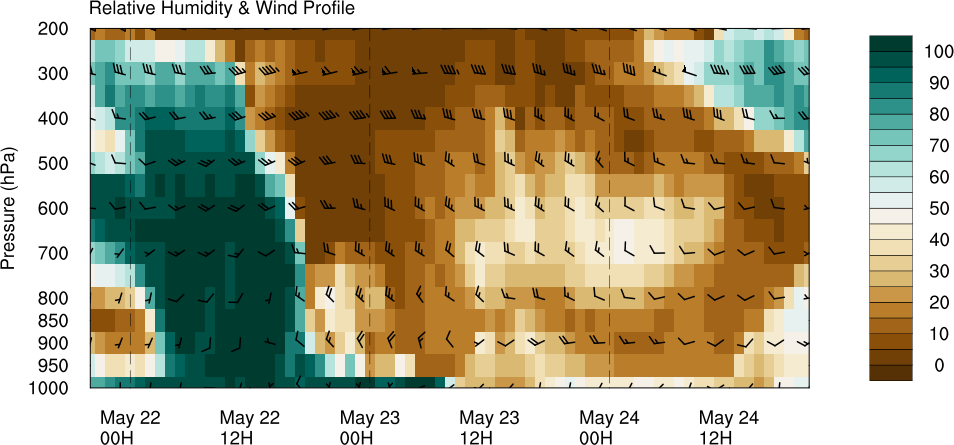 Relative Humidity & Wind Profile
Pressure (hPa)
200
300
400
500
600
700
800
850
900
950
1000
May 22
00H
May 22
12H
May 23
00H
May 23
12H
May 24
00H
May 24
12H
100
90
80
70
60
50
40
30
20
10
0